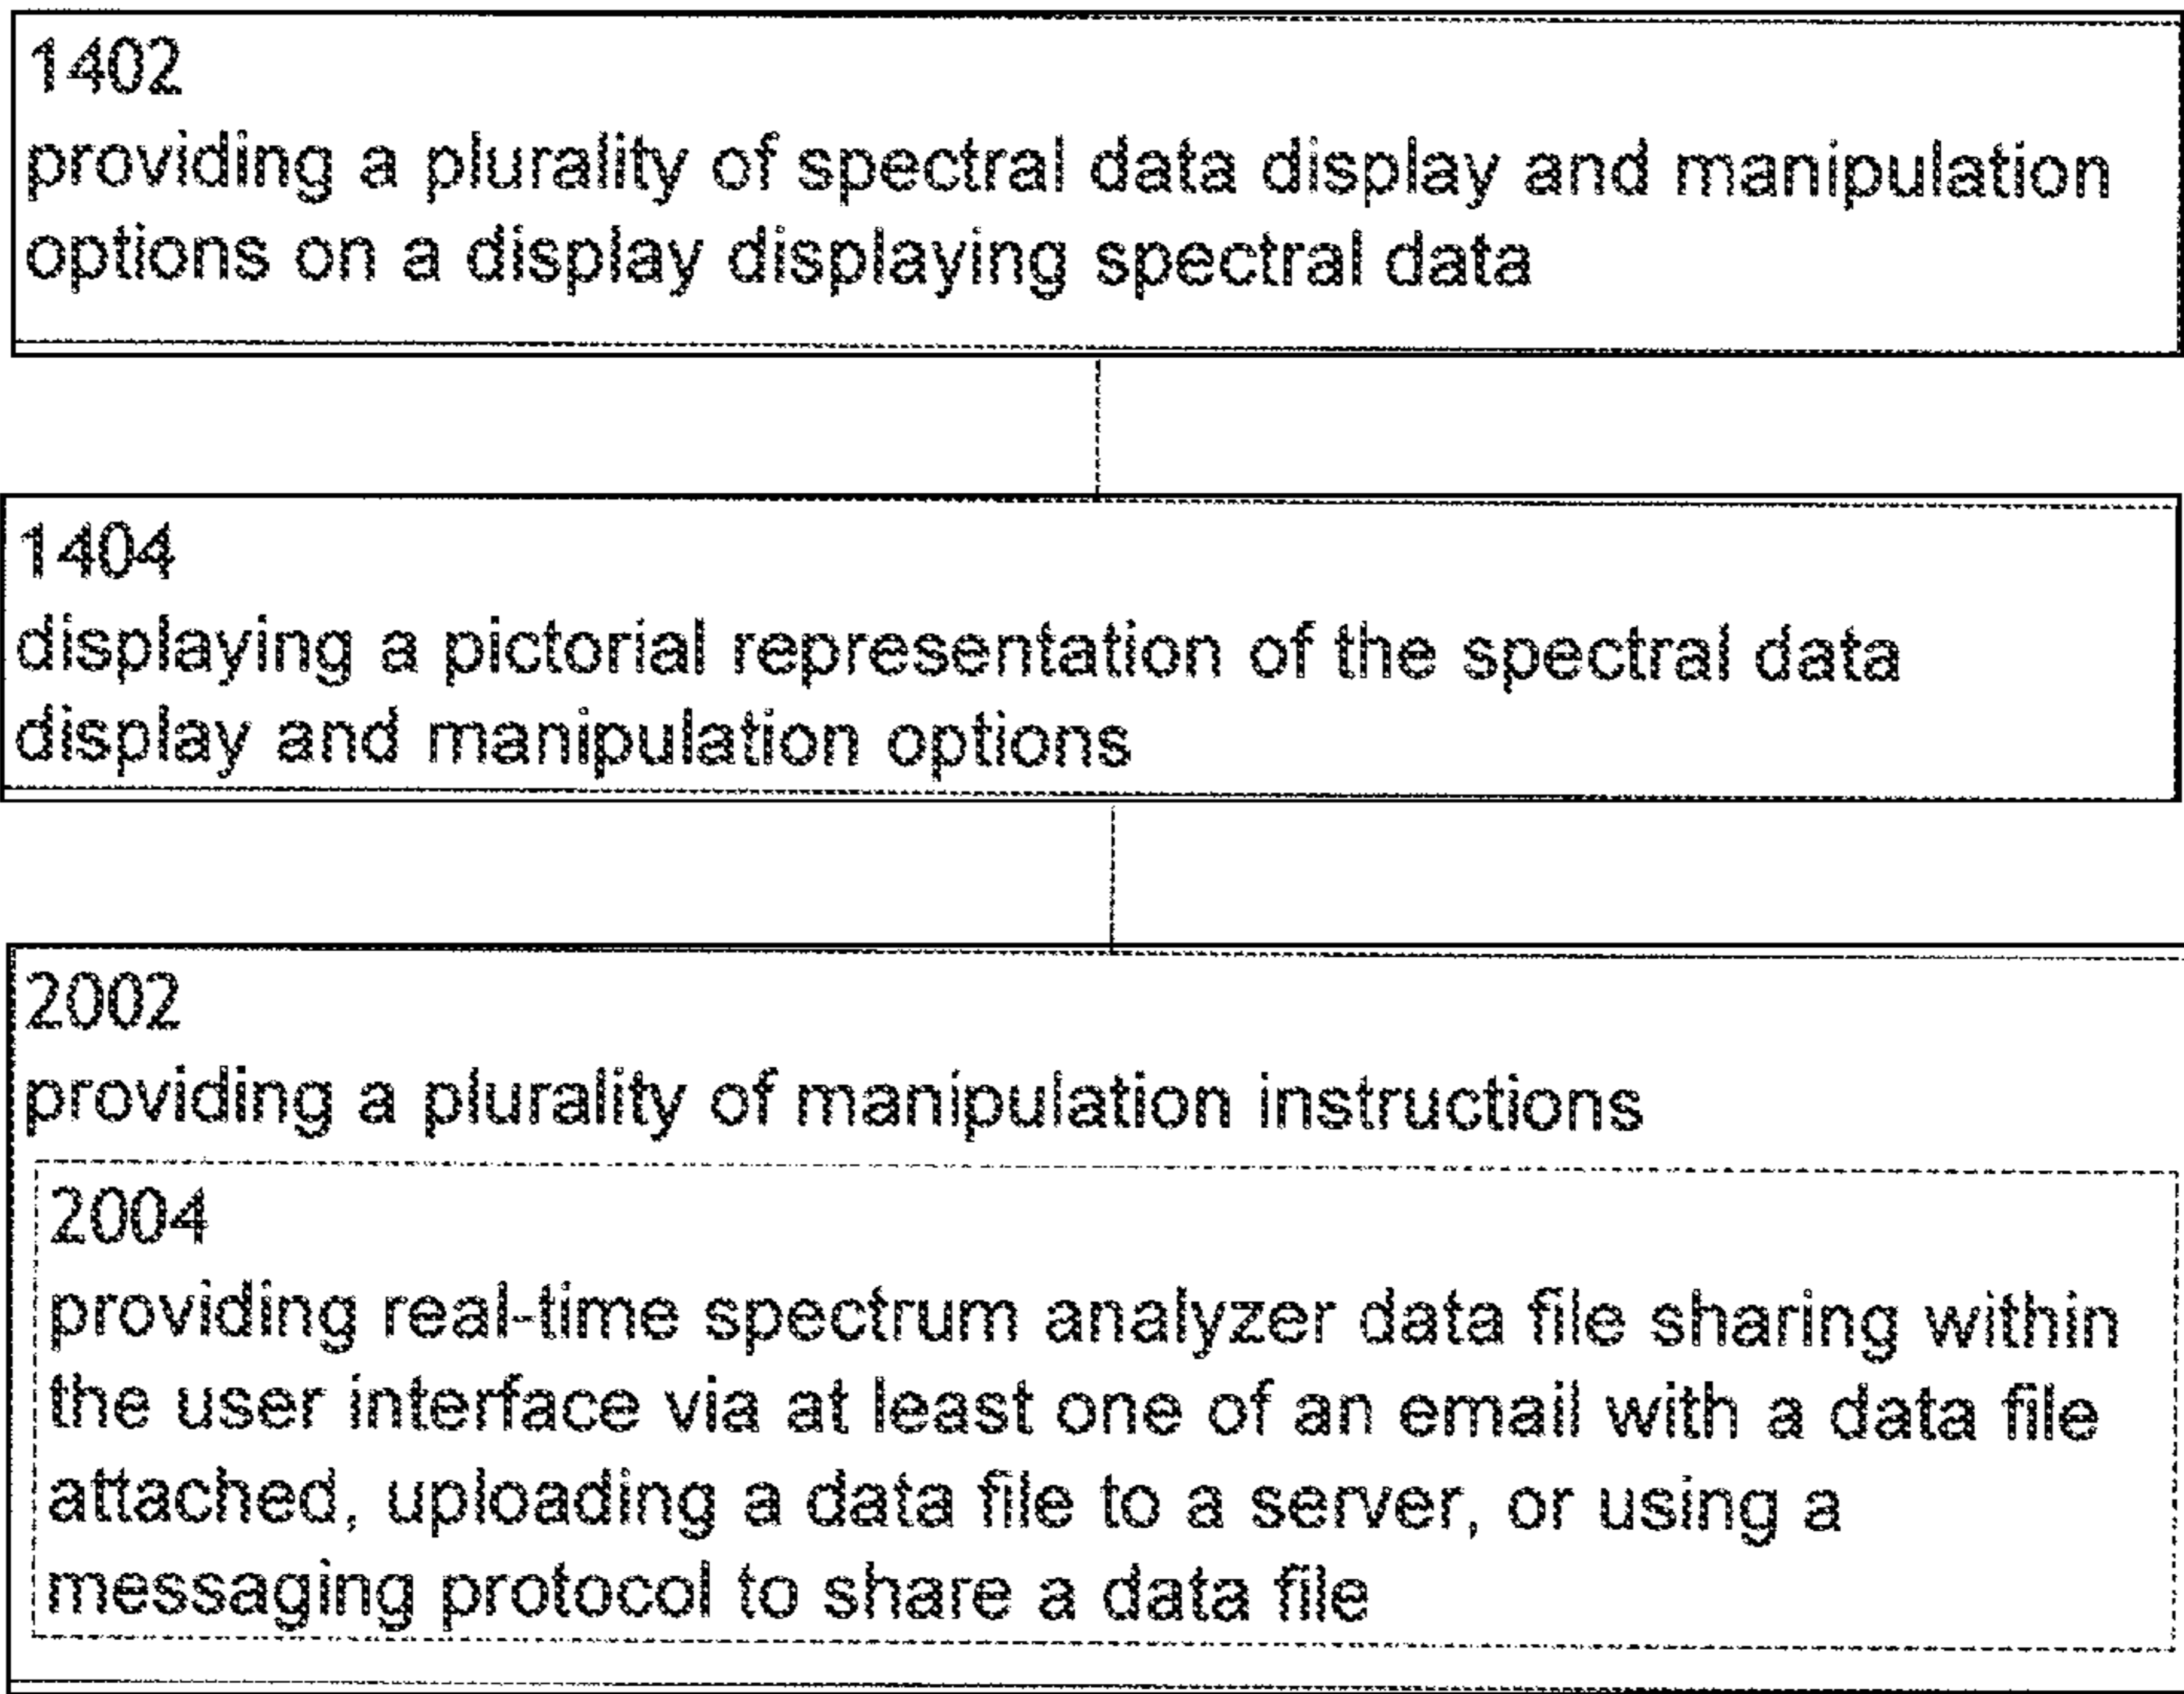 1402
providing a plurality of spectral data display and manipulation
options on a display displaying spectral data
1404
displaying a pictorial representation of the spectral data
display and manipulation options
2002
providing a plurality of manipulation instructions
2004
providing real-time spectrum analyzer data file sharing within
the user interface via at least one of an email with a data file
attached, uploading a data file to a server, or using a
messaging protocol to share a data file